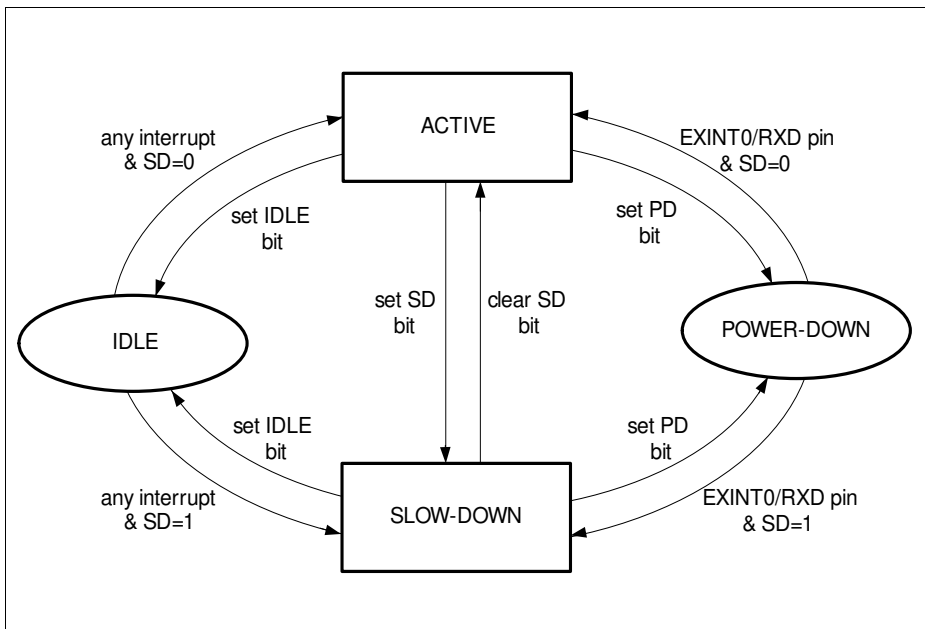 ACTIVE
any interrupt
& SD=0
EXINT0/RXD pin
& SD=0
set IDLE
bit
set PD
bit
set SD
bit
clear SD
bit
IDLE
POWER-DOWN
set IDLE
bit
set PD
bit
any interrupt
& SD=1
SLOW-DOWN
EXINT0/RXD pin
& SD=1